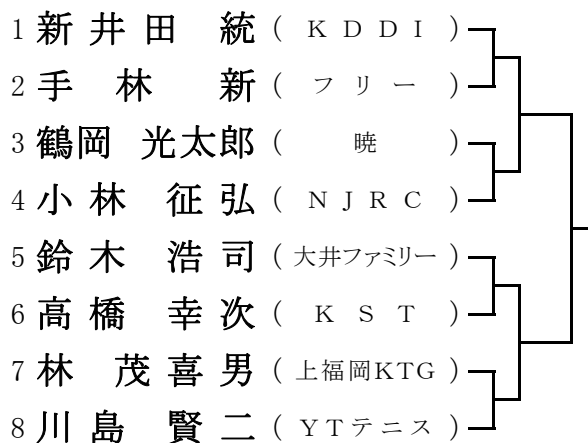 1 新井田 統 ( KDDI )
2 手林 新 ( フリー )
3 鶴岡 光太郎 ( 暁 )
4 小林 征弘 ( NJRC )
5 鈴木 浩司 ( 大井ファミリー )
6 高橋 幸次 ( KST )
7 林 茂喜男 ( 上福岡KTG )
8 川島 賢二 ( YTテニス )